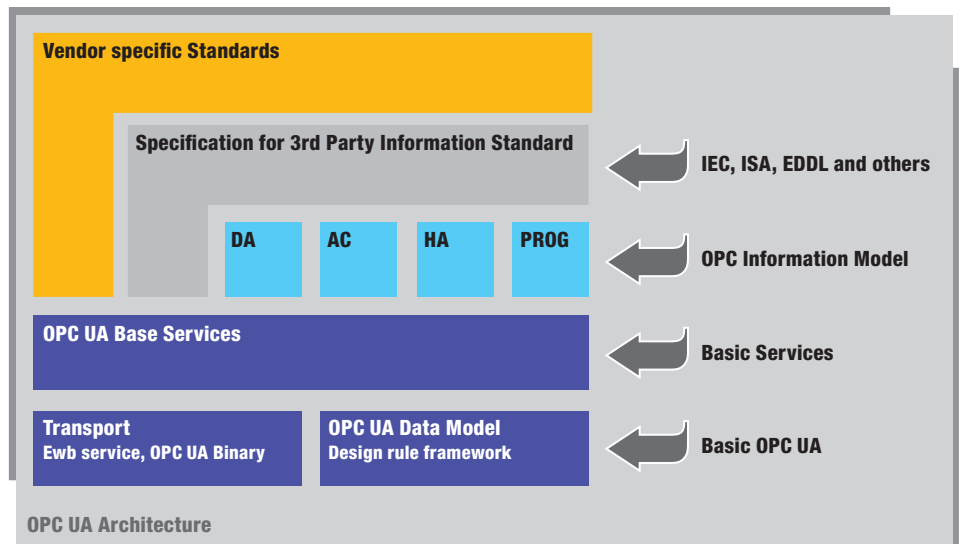 Vendor specific Standards
Specification for 3rd Party Information Standard
IEC, ISA, EDDL and others
DA
AC
HA
PROG
OPC Information Model
OPC UA Base Services
Basic Services
Transport
Ewb service, OPC UA Binary
OPC UA Data Model
Design rule framework
Basic OPC UA
OPC UA Architecture